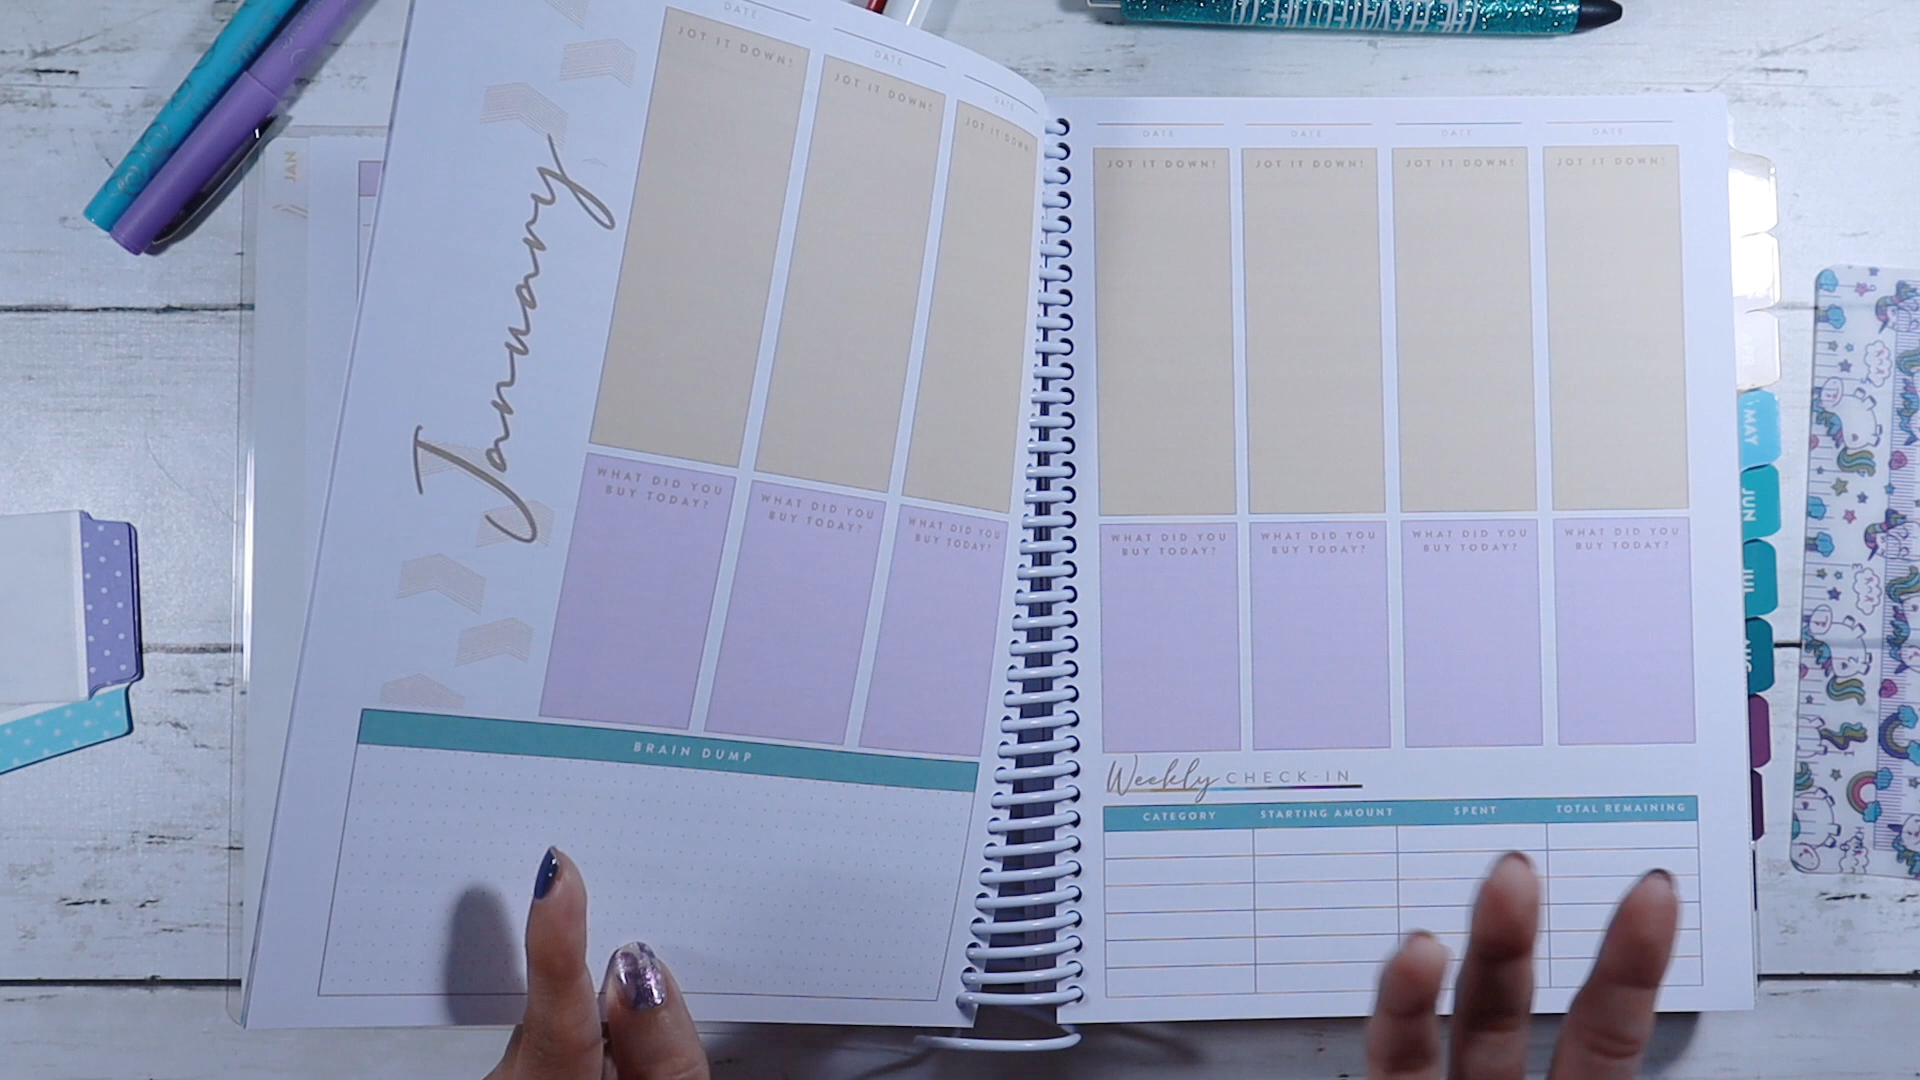 JAN
January
DATE
JOT IT DOWN!
WHAT DID YOU
BUY TODAY?
DATE
JOT IT DOWN!
WHAT DID YOU
BUY TODAY?
DATE
JOT IT DOWN!
WHAT DID YOU
BUY TODAY?
BRAIN DUMP
DATE
JOT IT DOWN!
WHAT DID YOU
BUY TODAY?
DATE
JOT IT DOWN!
WHAT DID YOU
BUY TODAY?
DATE
JOT IT DOWN!
WHAT DID YOU
BUY TODAY?
DATE
JOT IT DOWN!
WHAT DID YOU
BUY TODAY?
Weekly CHECK-IN
CATEGORY STARTING AMOUNT SPENT TOTAL REMAINING
MAY
JUN
JUL